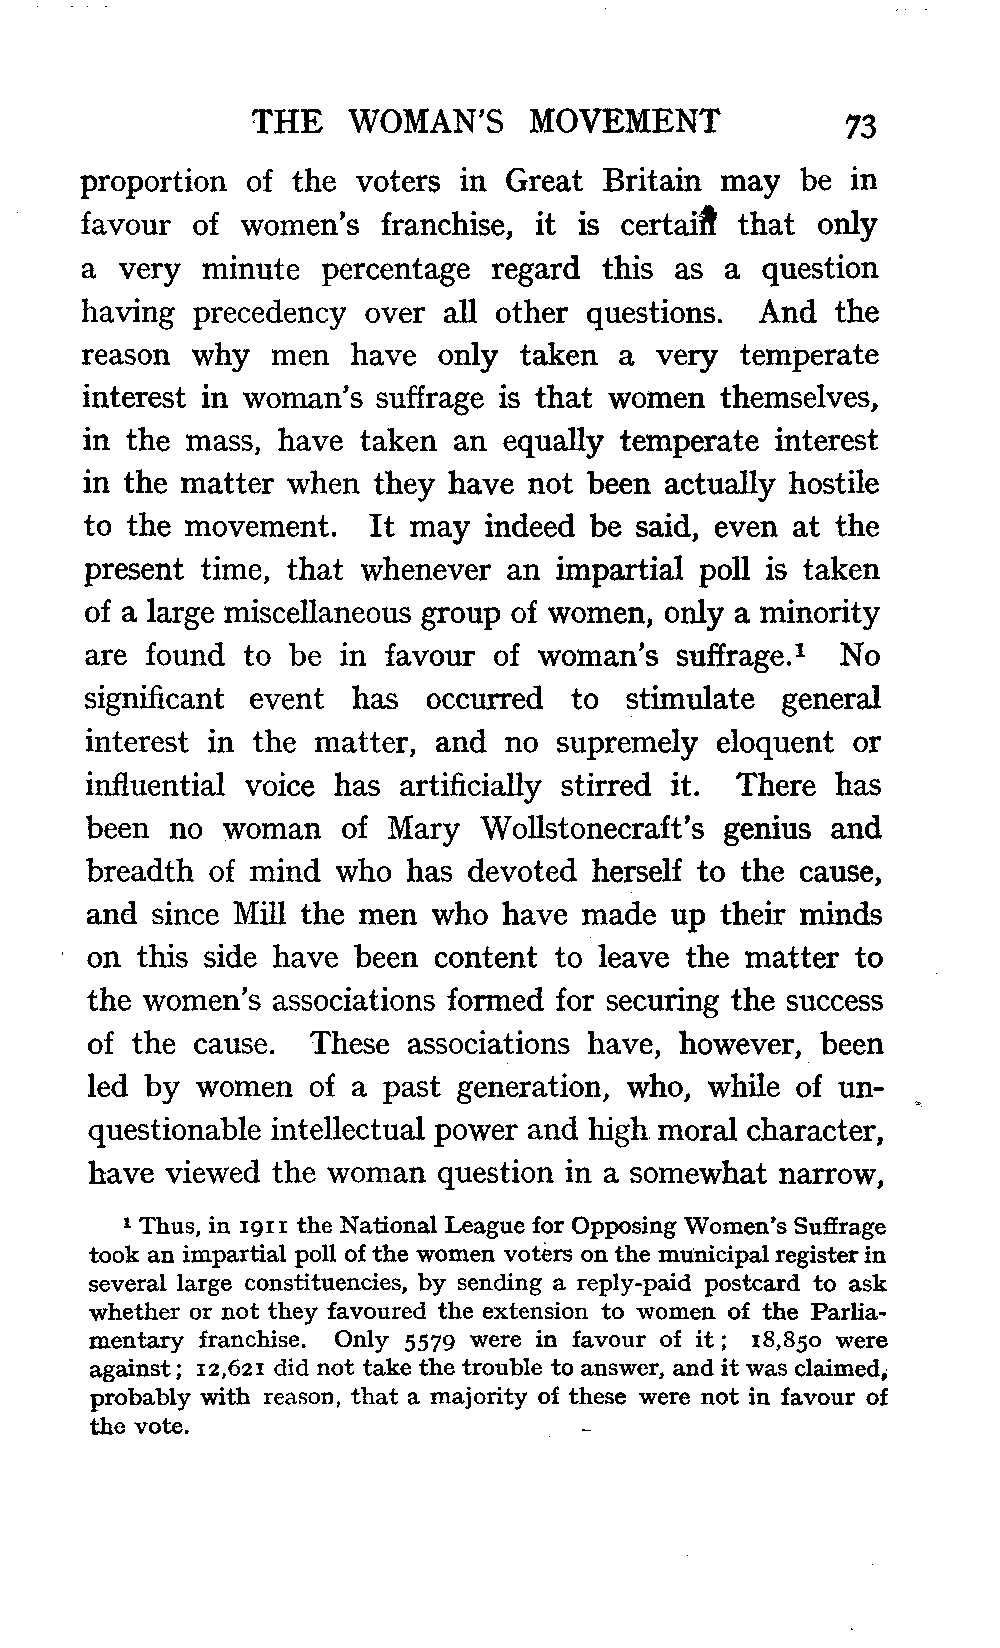 THE WOMAN'S MOVEMENT 73
proportion of the voters in Great Britain may be in
favour of women's franchise, it is certain that only
a very minute percentage regard this as a question
having precedency over all other questions. And the
reason why men have only taken a very temperate
interest in woman's suffrage is that women themselves,
in the mass, have taken an equally temperate interest
in the matter when they have not been actually hostile
to the movement. It may indeed be said, even at the
present time, that whenever an impartial poll is taken
of a large miscellaneous group of women, only a minority
are found to be in favour of woman's suffrage.¹ No
significant event has occurred to stimulate general
interest in the matter, and no supremely eloquent or
influential voice has artificially stirred it. There has
been no woman of Mary Wollstonecraft's genius and
breadth of mind who has devoted herself to the cause,
and since Mill the men who have made up their minds
on this side have been content to leave the matter to
the women's associations formed for securing the success
of the cause. These associations have, however, been
led by women of a past generation, who, while of un-
questionable intellectual power and high moral character,
have viewed the woman question in a somewhat narrow,
¹ Thus, in 1911 the National League for Opposing Women's Suffrage
took an impartial poll of the women voters on the municipal register in
several large constituencies, by sending a reply-paid postcard to ask
whether or not they favoured the extension to women of the Parlia-
mentary franchise. Only 5579 were in favour of it; 18,850 were
against; 12,621 did not take the trouble to answer, and it was claimed,
probably with reason, that a majority of these were not in favour of
the vote.